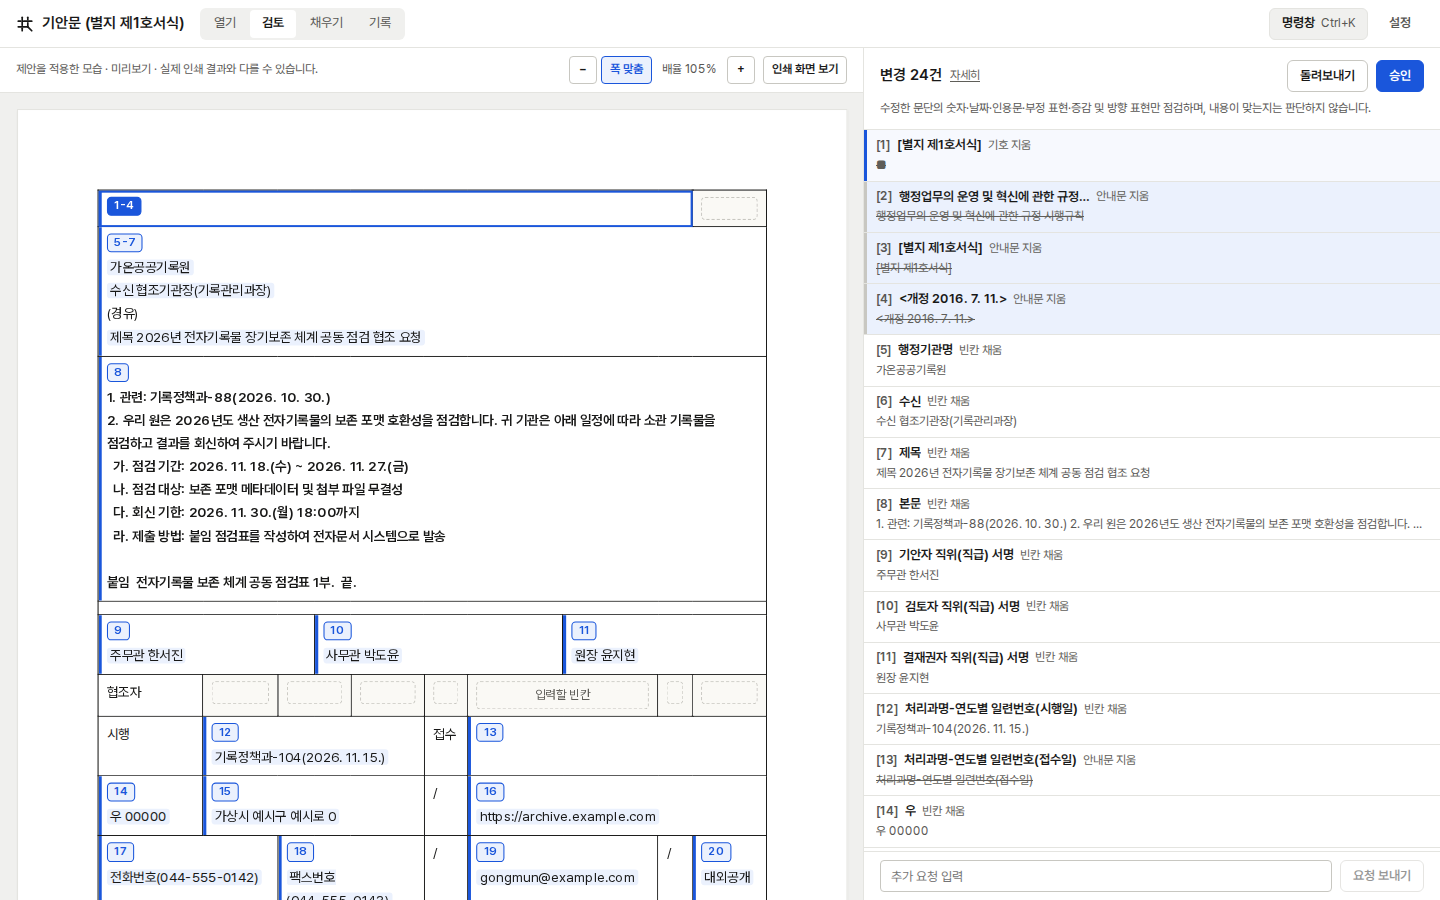 기안문 (별지 제1호서식) 열기 검토 채우기 기록 명령창 Ctrl+K 설정
제안을 적용한 모습 · 미리보기 · 실제 인쇄 결과와 다를 수 있습니다. − 폭 맞춤 배율 105% + 인쇄 화면 보기
1-4
5-7
가온공공기록원
수신 협조기관장(기록관리과장)
(경유)
제목 2026년 전자기록물 장기보존 체계 공동 점검 협조 요청
8
1. 관련: 기록정책과-88(2026. 10. 30.)
2. 우리 원은 2026년도 생산 전자기록물의 보존 포맷 호환성을 점검합니다. 귀 기관은 아래 일정에 따라 소관 기록물을
점검하고 결과를 회신하여 주시기 바랍니다.
가. 점검 기간: 2026. 11. 18.(수) ~ 2026. 11. 27.(금)
나. 점검 대상: 보존 포맷 메타데이터 및 첨부 파일 무결성
다. 회신 기한: 2026. 11. 30.(월) 18:00까지
라. 제출 방법: 붙임 점검표를 작성하여 전자문서 시스템으로 발송
붙임 전자기록물 보존 체계 공동 점검표 1부. 끝.
9 10 11
주무관 한서진 사무관 박도윤 원장 윤지현
협조자 입력할 빈칸
시행 12 접수 13
기록정책과-104(2026. 11. 15.)
14 15 / 16
우 00000 가상시 예시구 예시로 0 https://archive.example.com
17 18 / 19 / 20
전화번호(044-555-0142) 팩스번호 gongmun@example.com 대외공개
(044-555-0143)
변경 24건 자세히 돌려보내기 승인
수정한 문단의 숫자·날짜·인용문·부정 표현·증감 및 방향 표현만 점검하며, 내용이 맞는지는 판단하지 않습니다.
[1] [별지 제1호서식] 기호 지움
[2] 행정업무의 운영 및 혁신에 관한 규정... 안내문 지움
행정업무의 운영 및 혁신에 관한 규정 시행규칙
[3] [별지 제1호서식] 안내문 지움
[별지 제1호서식]
[4] <개정 2016. 7. 11.> 안내문 지움
<개정 2016. 7. 11.>
[5] 행정기관명 빈칸 채움
가온공공기록원
[6] 수신 빈칸 채움
수신 협조기관장(기록관리과장)
[7] 제목 빈칸 채움
제목 2026년 전자기록물 장기보존 체계 공동 점검 협조 요청
[8] 본문 빈칸 채움
1. 관련: 기록정책과-88(2026. 10. 30.) 2. 우리 원은 2026년도 생산 전자기록물의 보존 포맷 호환성을 점검합니다. ...
[9] 기안자 직위(직급) 서명 빈칸 채움
주무관 한서진
[10] 검토자 직위(직급) 서명 빈칸 채움
사무관 박도윤
[11] 결재권자 직위(직급) 서명 빈칸 채움
원장 윤지현
[12] 처리과명-연도별 일련번호(시행일) 빈칸 채움
기록정책과-104(2026. 11. 15.)
[13] 처리과명-연도별 일련번호(접수일) 안내문 지움
처리과명-연도별 일련번호(접수일)
[14] 우 빈칸 채움
우 00000
추가 요청 입력 요청 보내기